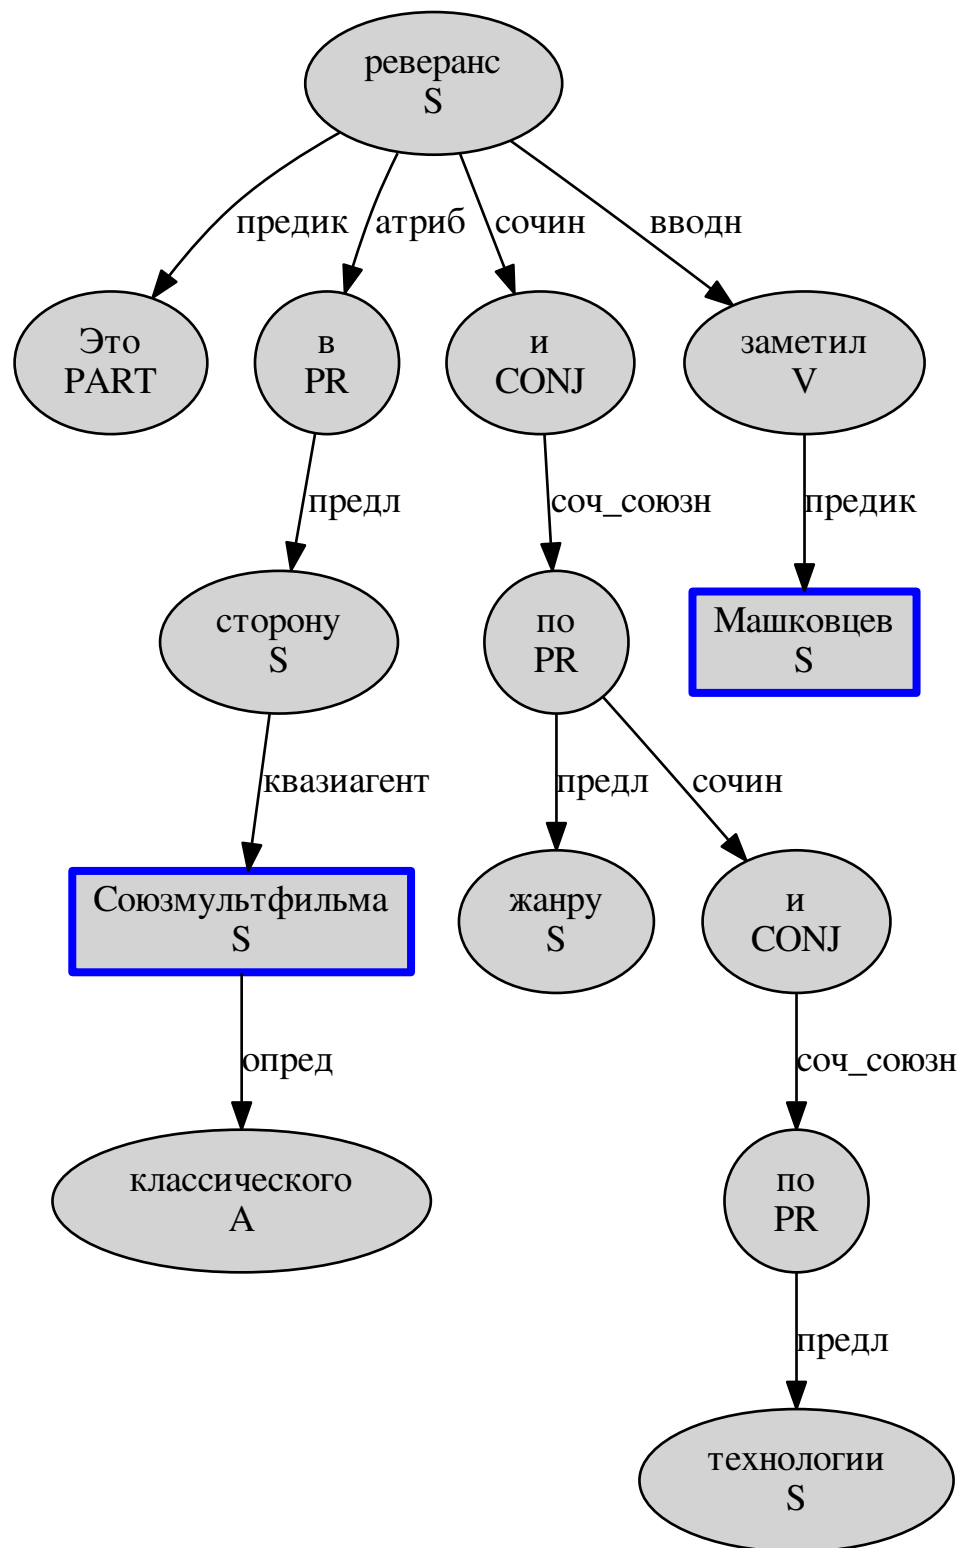 реверанс
S
предик
атриб
сочин
вводн
Это
PART
в
PR
и
CONJ
заметил
V
предл
соч_союзн
предик
сторону
S
по
PR
Машковцев
S
квазиагент
предл
сочин
Союзмультфильма
S
жанру
S
и
CONJ
опред
соч_союзн
классического
A
по
PR
предл
технологии
S